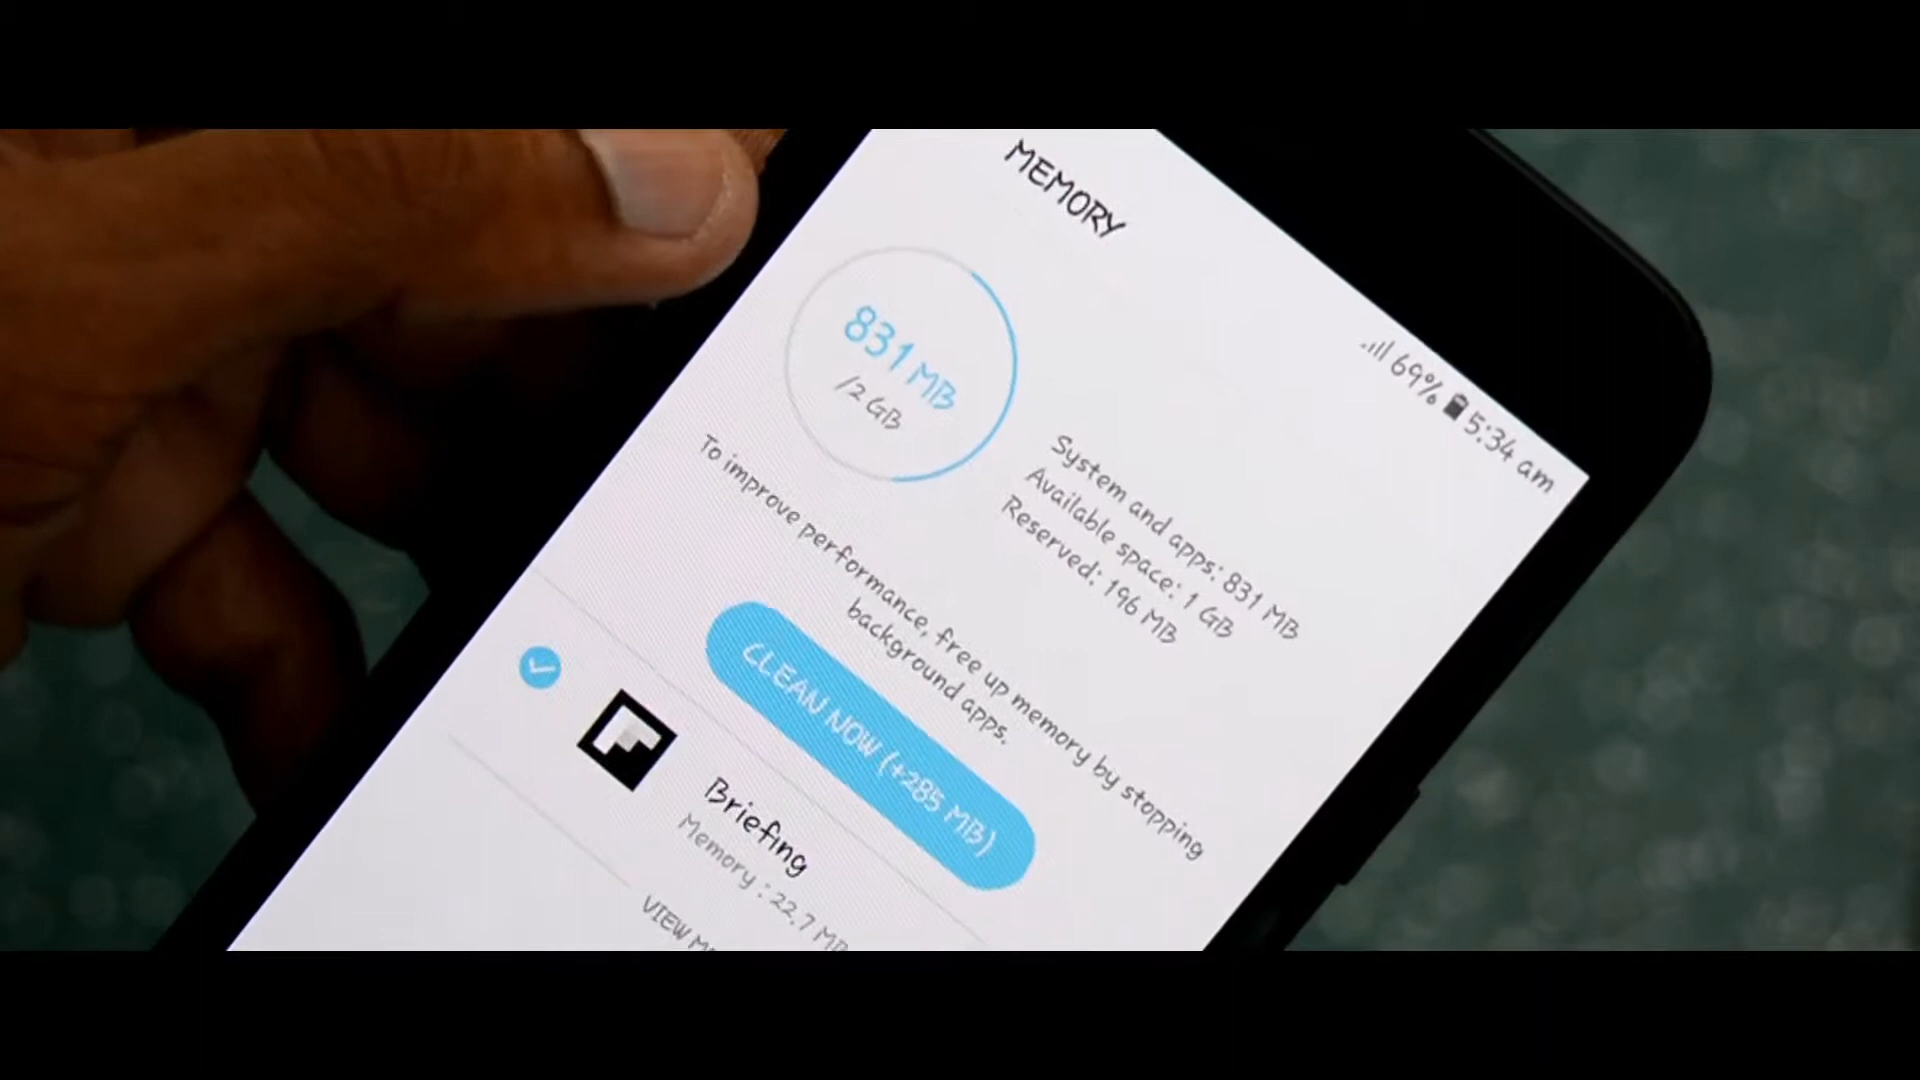 69% 5:34 am
MEMORY
831 MB
/2 GB
System and apps: 831 MB
Available space: 1 GB
Reserved: 196 MB
To improve performance, free up memory by stopping
background apps.
CLEAN NOW (+285 MB)
Briefing
Memory : 22.7 MB
VIEW